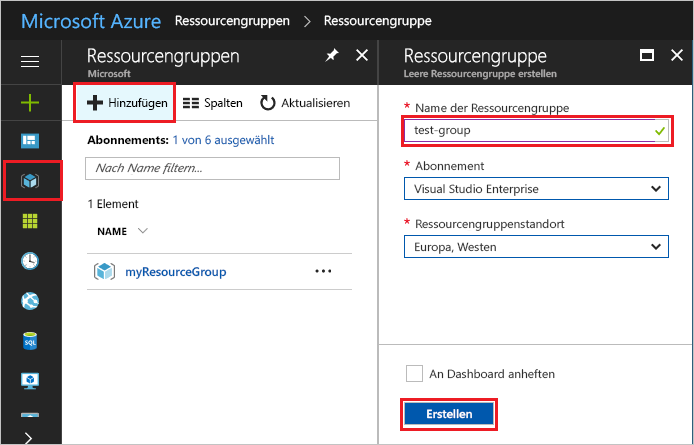 Microsoft Azure Ressourcengruppen > Ressourcengruppe
Ressourcengruppen
Microsoft
Hinzufügen Spalten Aktualisieren
Abonnements: 1 von 6 ausgewählt
Nach Name filtern...
1 Element
NAME
myResourceGroup
Ressourcengruppe
Leere Ressourcengruppe erstellen
* Name der Ressourcengruppe
test-group
* Abonnement
Visual Studio Enterprise
* Ressourcengruppenstandort
Europa, Westen
An Dashboard anheften
Erstellen
SQL